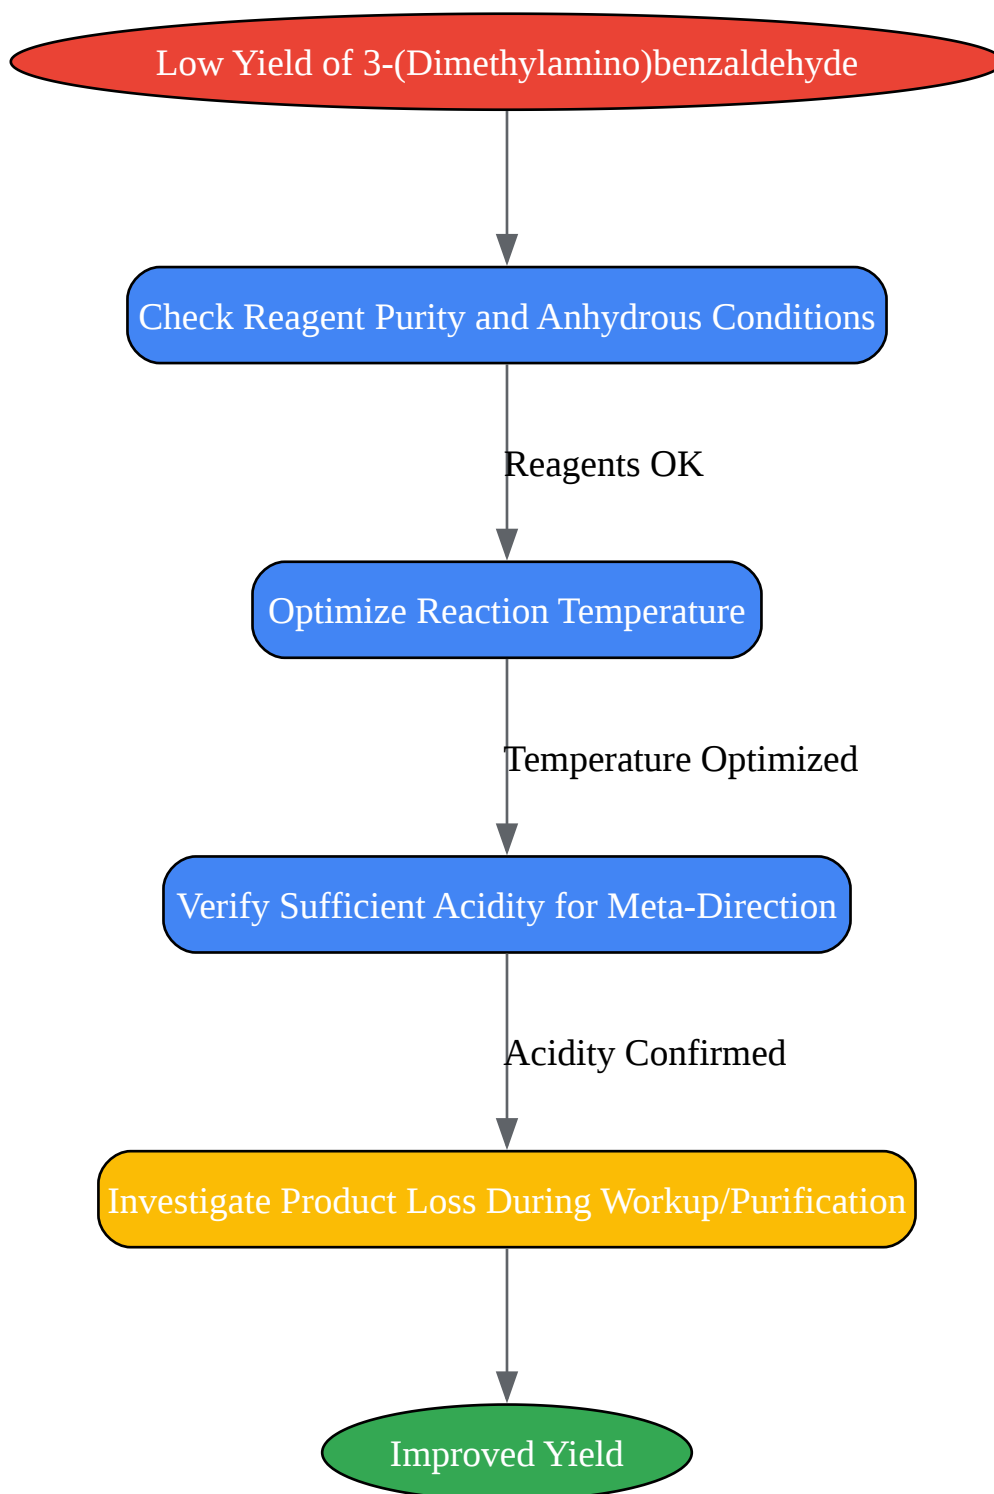 Low Yield of 3-(Dimethylamino)benzaldehyde
Check Reagent Purity and Anhydrous Conditions
Reagents OK
Optimize Reaction Temperature
Temperature Optimized
Verify Sufficient Acidity for Meta-Direction
Acidity Confirmed
Investigate Product Loss During Workup/Purification
Improved Yield